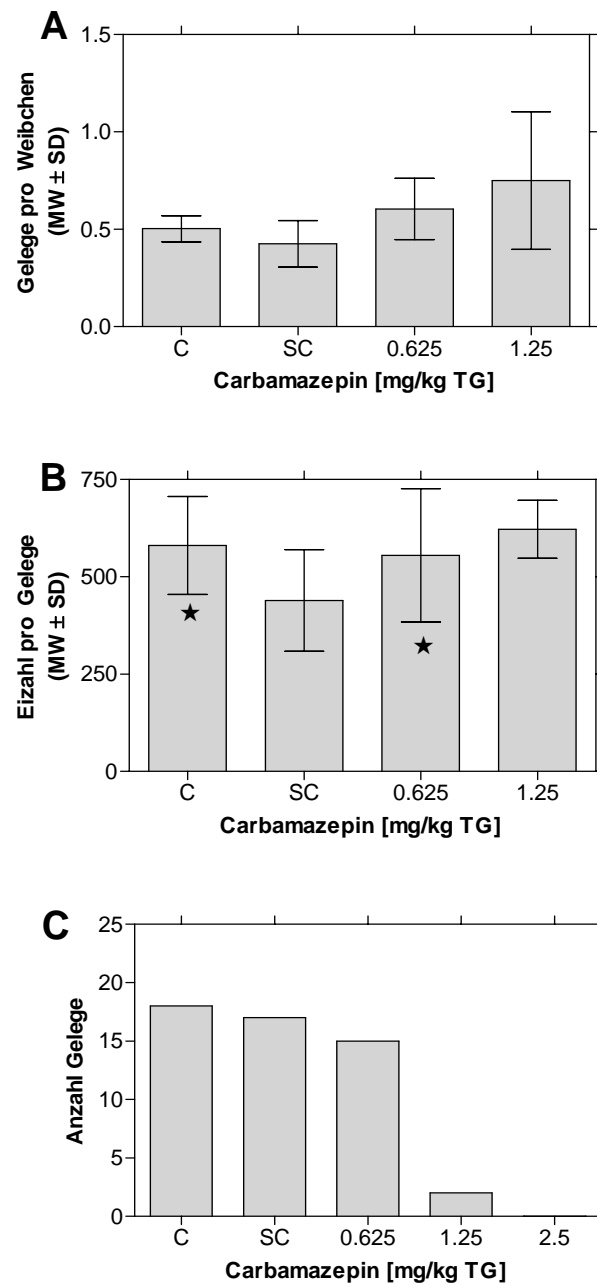 A
1.5
1.0
0.5
0.0
Gelege pro Weibchen
(MW ± SD)
C SC 0.625 1.25
Carbamazepin [mg/kg TG]
B
750
500
250
0
Eizahl pro Gelege
(MW ± SD)
C SC 0.625 1.25
Carbamazepin [mg/kg TG]
C
25
20
15
10
5
0
Anzahl Gelege
C SC 0.625 1.25 2.5
Carbamazepin [mg/kg TG]